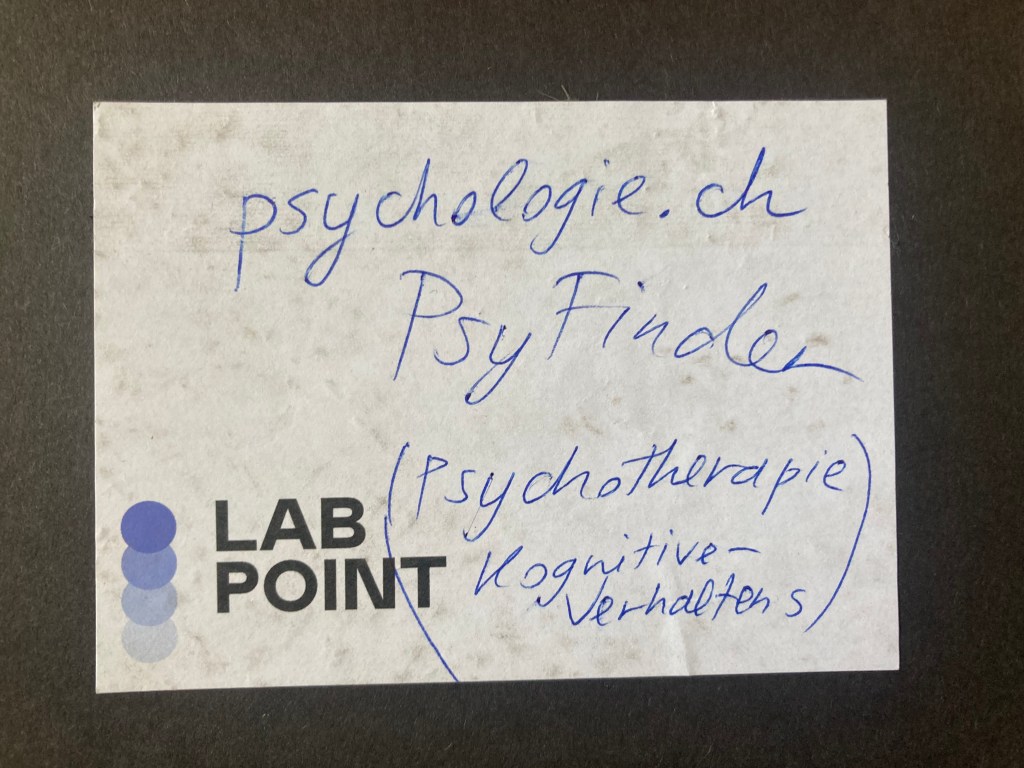 psychologie.ch
PsyFinder
(Psychotherapie)
Kognitive-
Verhaltens
LAB
POINT